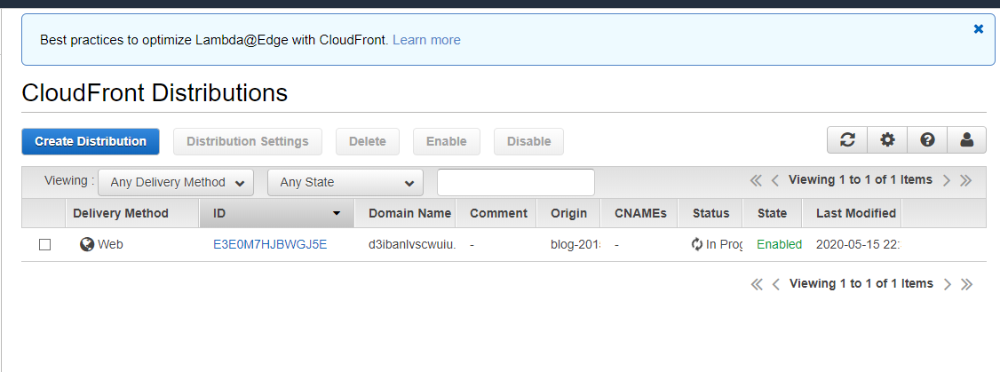 Best practices to optimize Lambda@Edge with CloudFront. Learn more
CloudFront Distributions
Create Distribution Distribution Settings Delete Enable Disable
Viewing : Any Delivery Method Any State Viewing 1 to 1 of 1 Items
Delivery Method ID Domain Name Comment Origin CNAMEs Status State Last Modified
Web E3E0M7HJBWGJ5E d3ibanlvscwuiu. - blog-201 - In Prog Enabled 2020-05-15 22:
Viewing 1 to 1 of 1 Items